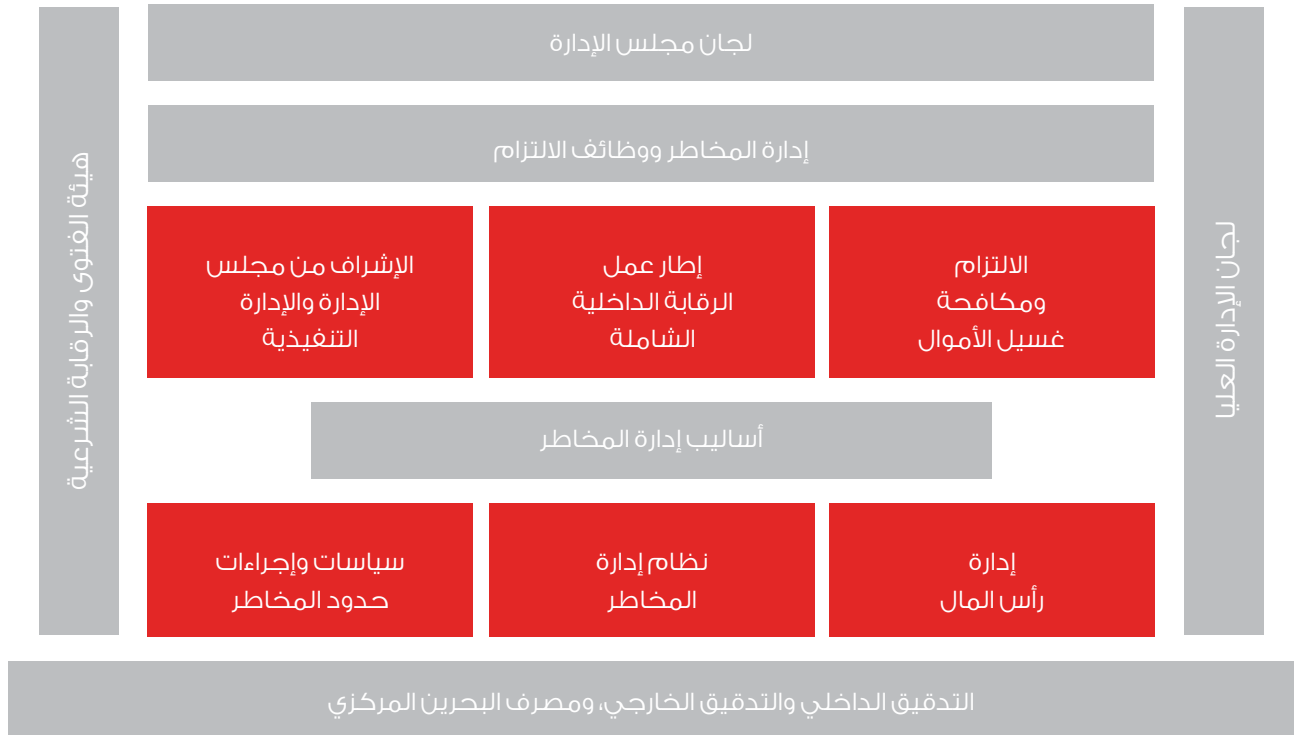 لجان مجلس الإدارة
إدارة المخاطر ووظائف الالتزام
لجان الإدارة العليا
الالتزام
ومكافحة
غسيل الأموال
إطار عمل
الرقابة الداخلية
الشاملة
الإشراف من مجلس
الإدارة والإدارة
التنفيذية
هيئة الفتوى والرقابة الشرعية
أساليب إدارة المخاطر
إدارة
رأس المال
نظام إدارة
المخاطر
سياسات وإجراءات
حدود المخاطر
التدقيق الداخلي والتدقيق الخارجي، ومصرف البحرين المركزي